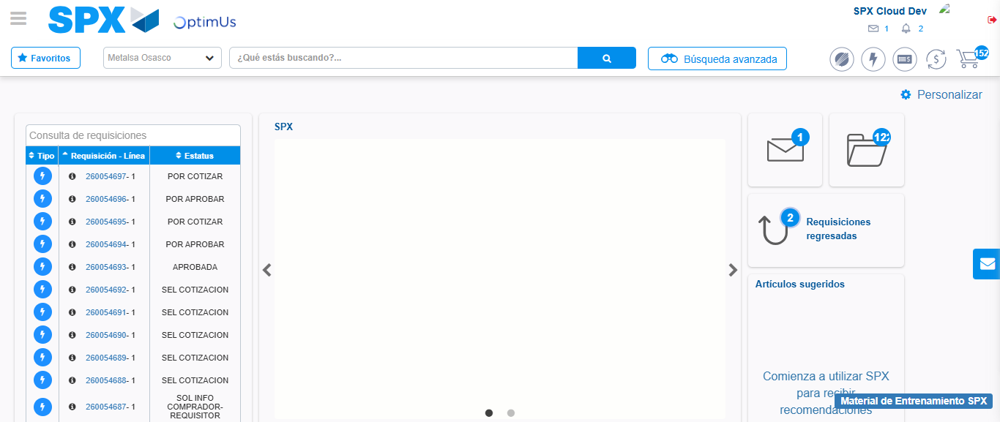 SPX
OptimUs
SPX Cloud Dev
1
2
Favoritos
Metalsa Osasco
¿Qué estás buscando?...
Búsqueda avanzada
$
152
Personalizar
Consulta de requisiciones
Tipo
Requisición - Línea
Estatus
260054697- 1
POR COTIZAR
260054696- 1
POR APROBAR
260054695- 1
POR COTIZAR
260054694- 1
POR APROBAR
260054693- 1
APROBADA
260054692- 1
SEL COTIZACION
260054691- 1
SEL COTIZACION
260054690- 1
SEL COTIZACION
260054689- 1
SEL COTIZACION
260054688- 1
SEL COTIZACION
260054687- 1
SOL INFO
COMPRADOR-
REQUISITOR
SPX
1
2
Requisiciones
regresadas
Artículos sugeridos
Comienza a utilizar SPX
para recibir
recomendaciones
Material de Entrenamiento SPX